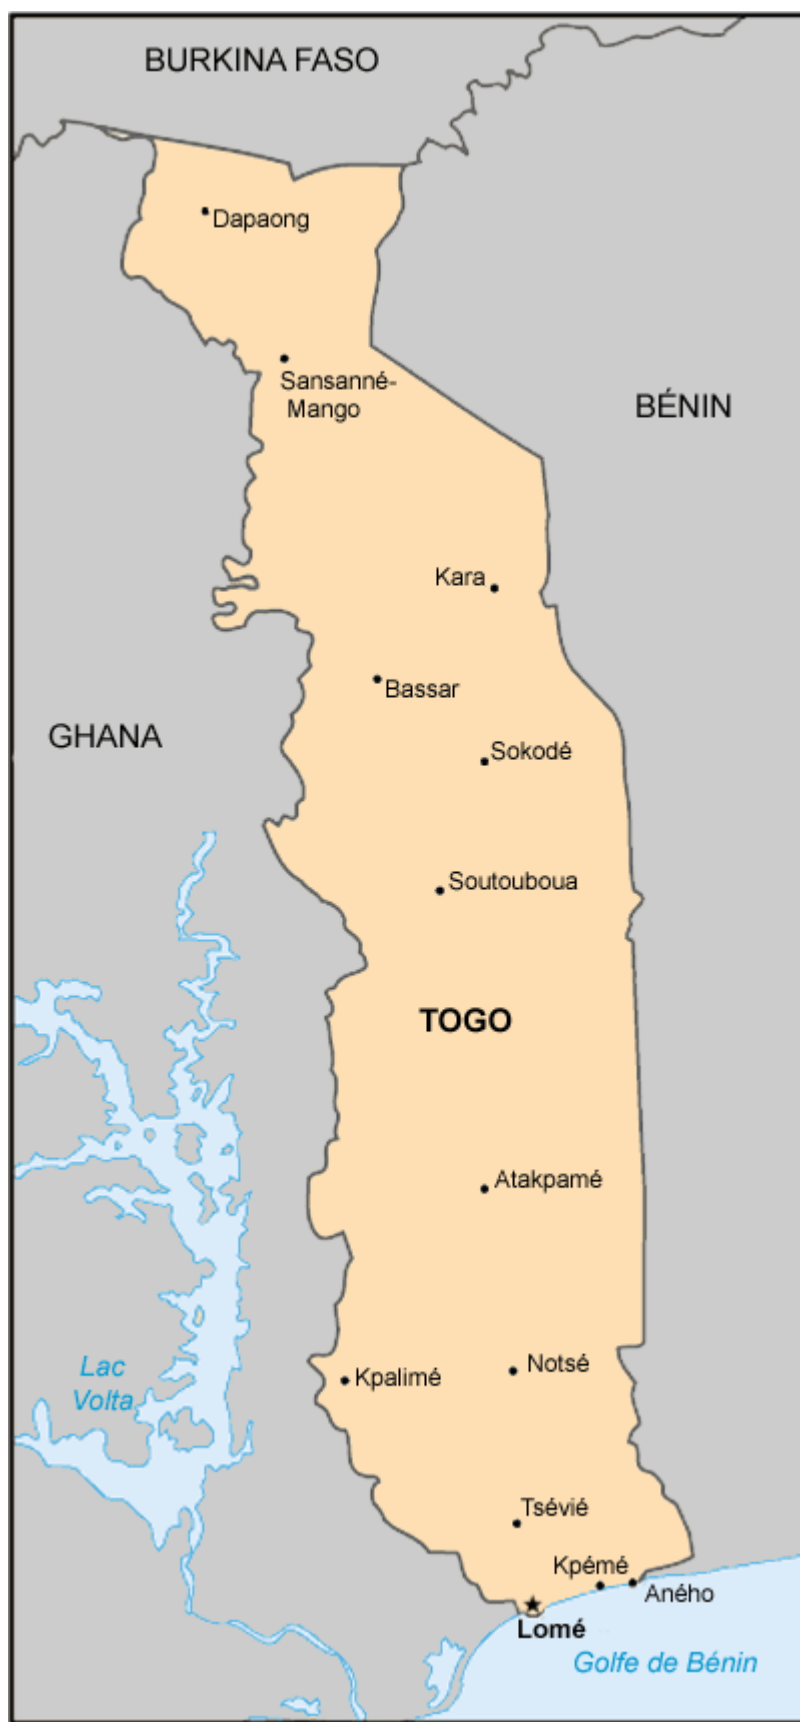 BURKINA FASO
Dapaong
Sansanné-
Mango
BÉNIN
Kara
Bassar
GHANA
Sokodé
Soutouboua
TOGO
Atakpamé
Lac
Volta
Kpalimé
Notsé
Tsévié
Kpémé
Aného
Lomé
Golfe de Bénin